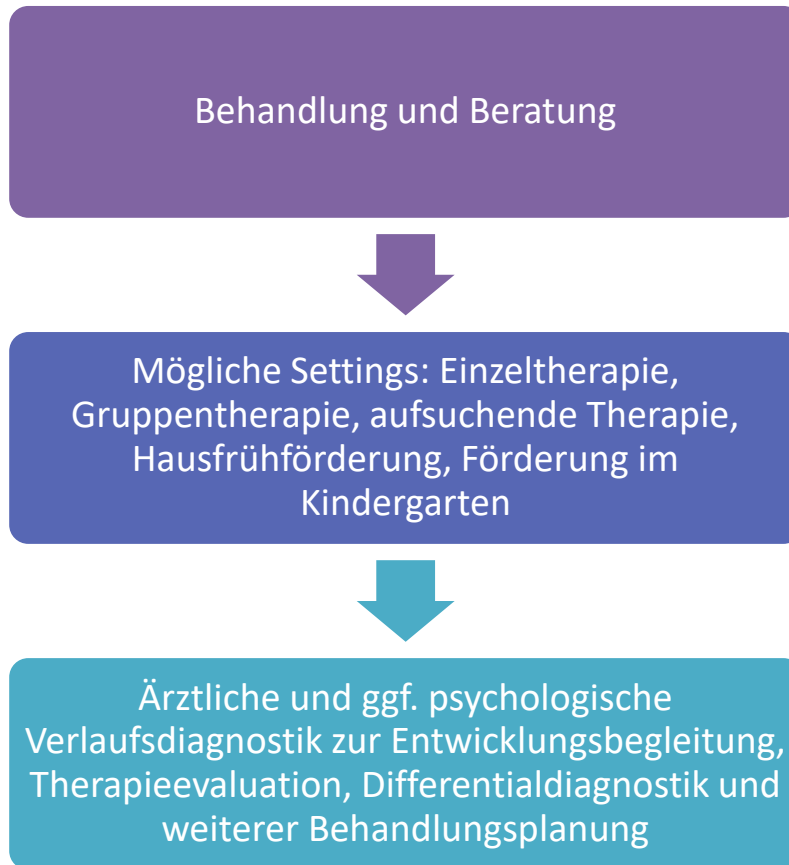 Behandlung und Beratung
Mögliche Settings: Einzeltherapie,
Gruppentherapie, aufsuchende Therapie,
Hausfrühförderung, Förderung im
Kindergarten
Ärztliche und ggf. psychologische
Verlaufsdiagnostik zur Entwicklungsbegleitung,
Therapieevaluation, Differentialdiagnostik und
weiterer Behandlungsplanung